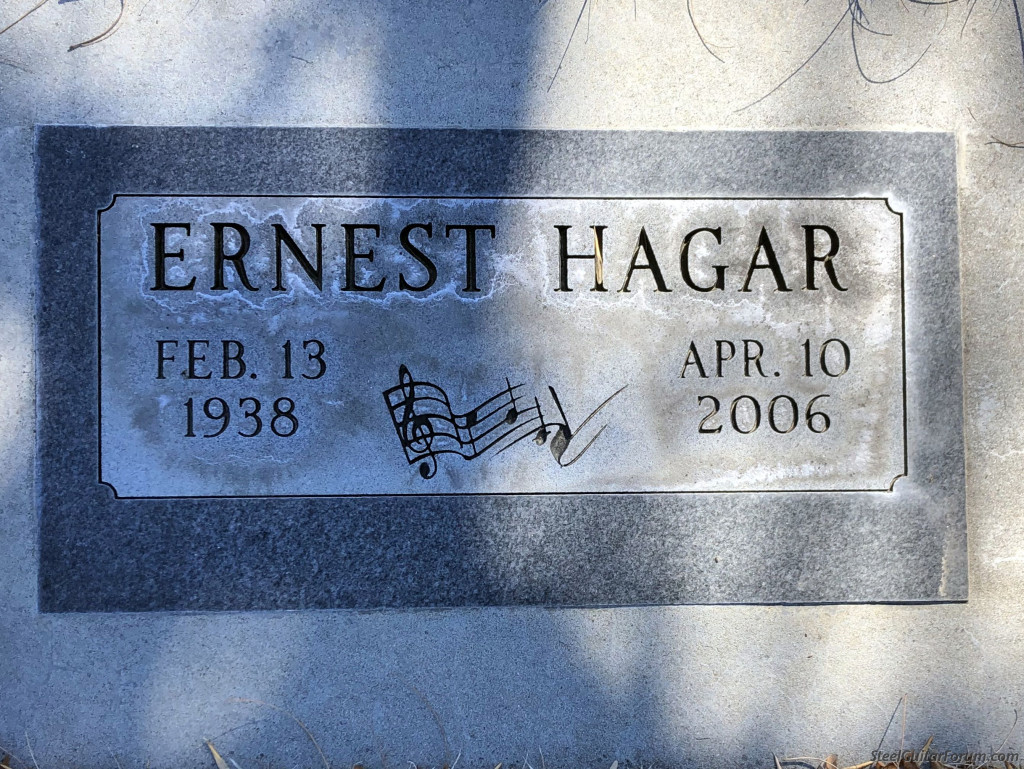 ERNEST HAGAR
FEB. 13 APR. 10
1938 2006
SteelGuitarForum.com